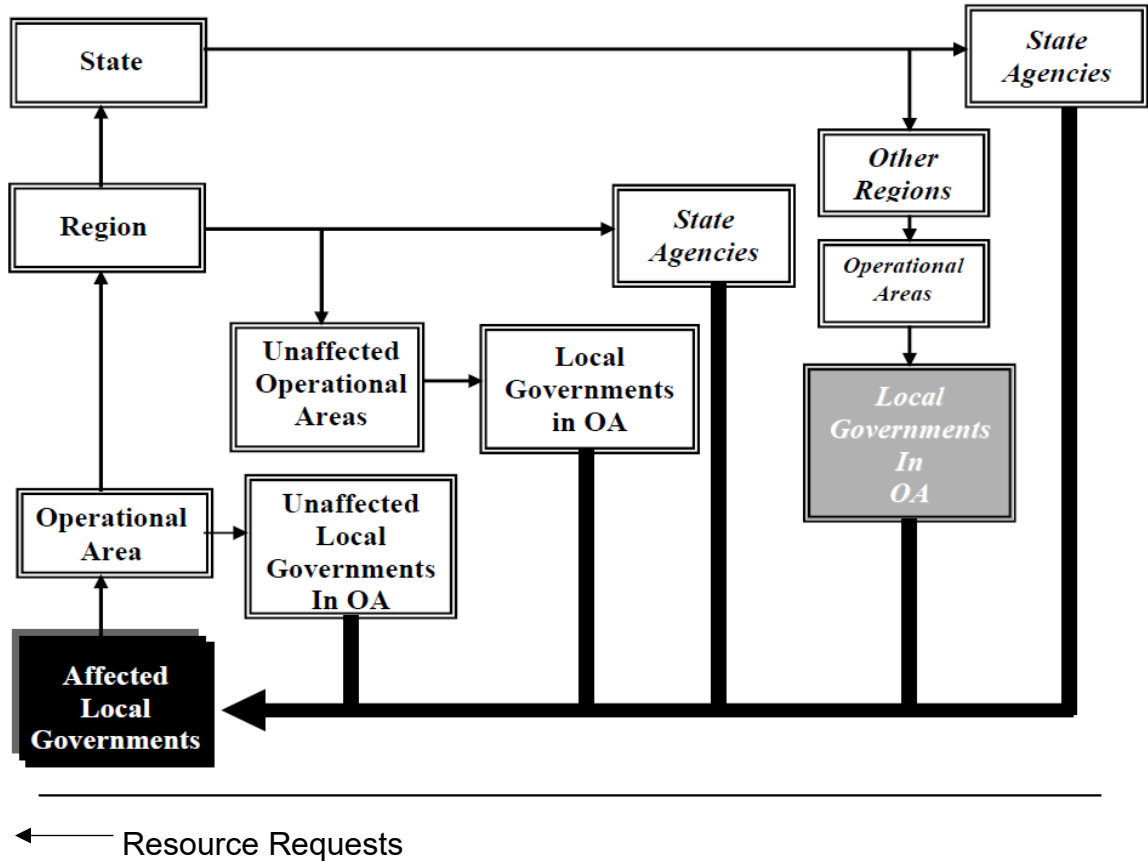 State
State
Agencies
Other
Regions
Region
State
Agencies
Operational
Areas
Unaffected
Operational
Areas
Local
Governments
in OA
Local
Governments
In
OA
Operational
Area
Unaffected
Local
Governments
In OA
Affected
Local
Governments
Resource Requests